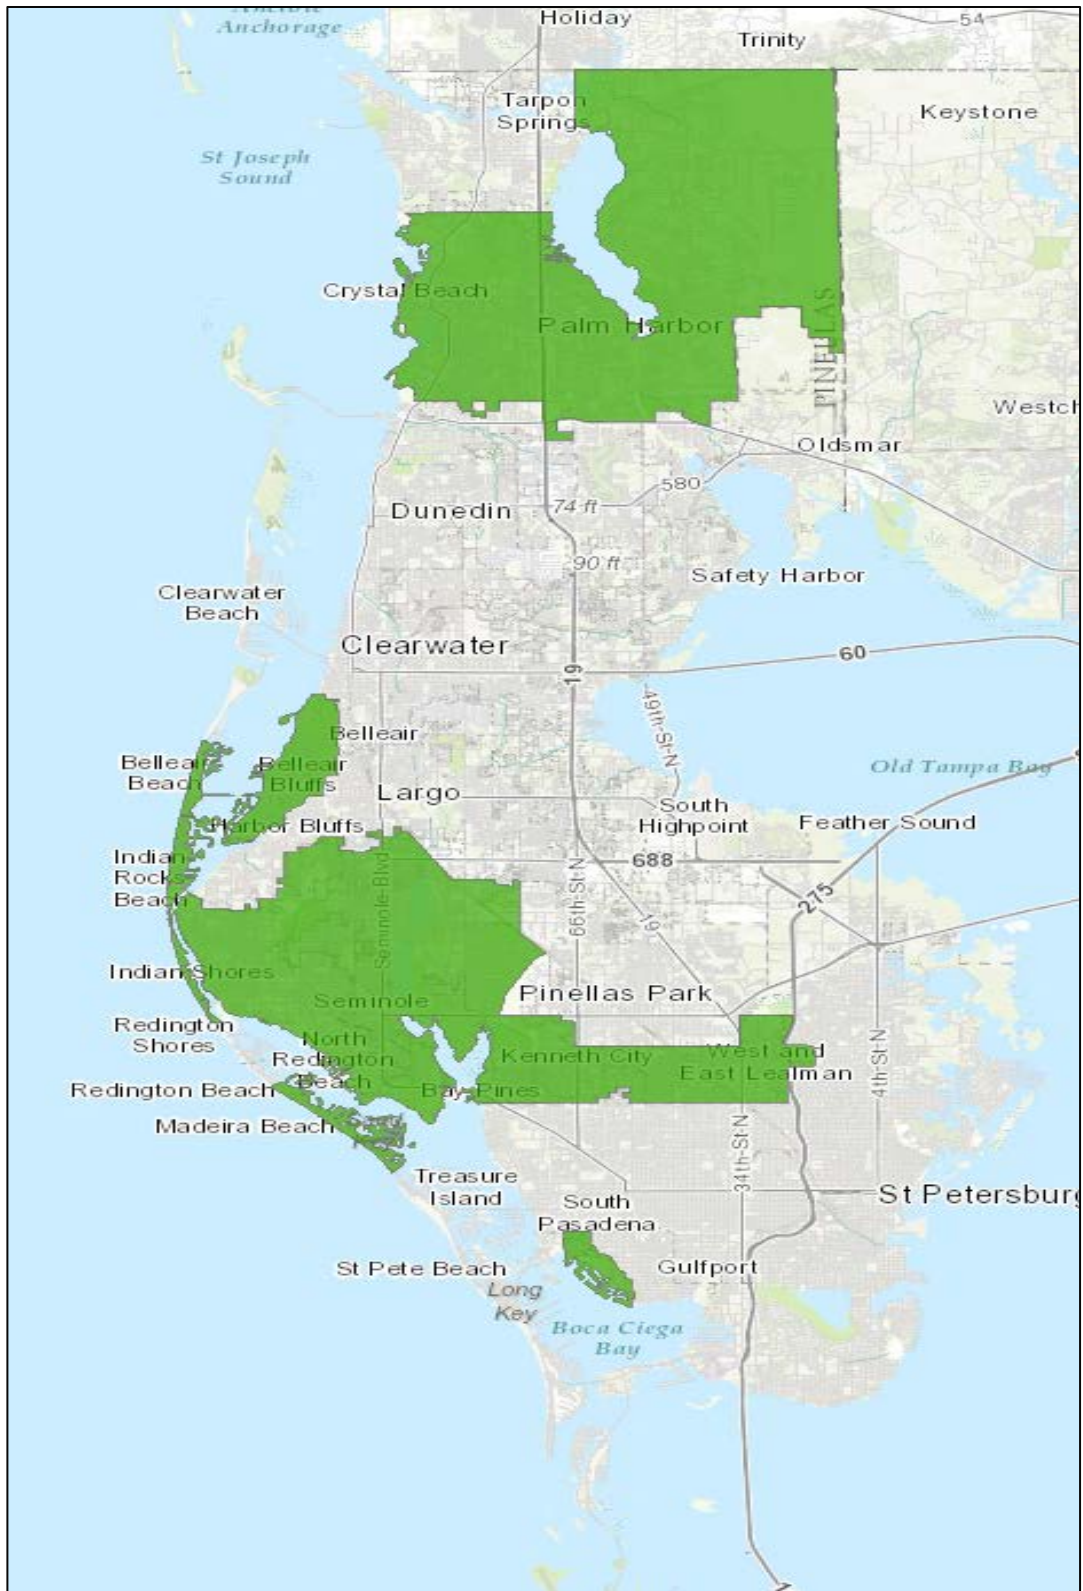 Anclote
Anchorage
Holiday
54
Trinity
Tarpon
Springs
Keystone
St Joseph
Sound
Crystal Beach
Palm Harbor
PINELLAS
Westch
Oldsmar
580
Dunedin
74 ft
90 ft
Safety Harbor
Clearwater
Beach
Clearwater
60
19
49th-St-N
Belleair
Belleair
Beach
Belleair
Bluffs
Old Tampa Bay
Largo
South
Highpoint
Feather Sound
Harbor Bluffs
Indian
Rocks
Beach
688
275
Seminole-Blvd
66th-St-N
19
Indian Shores
Pinellas Park
Seminole
Redington
Shores
North
Redington
Beach
Kenneth City
West and
East Lealman
4th-St-N
Redington Beach
Bay Pines
Madeira Beach
34th-St-N
Treasure
Island
St Petersburg
South
Pasadena
St Pete Beach
Gulfport
Long
Key
Boca Ciega
Bay